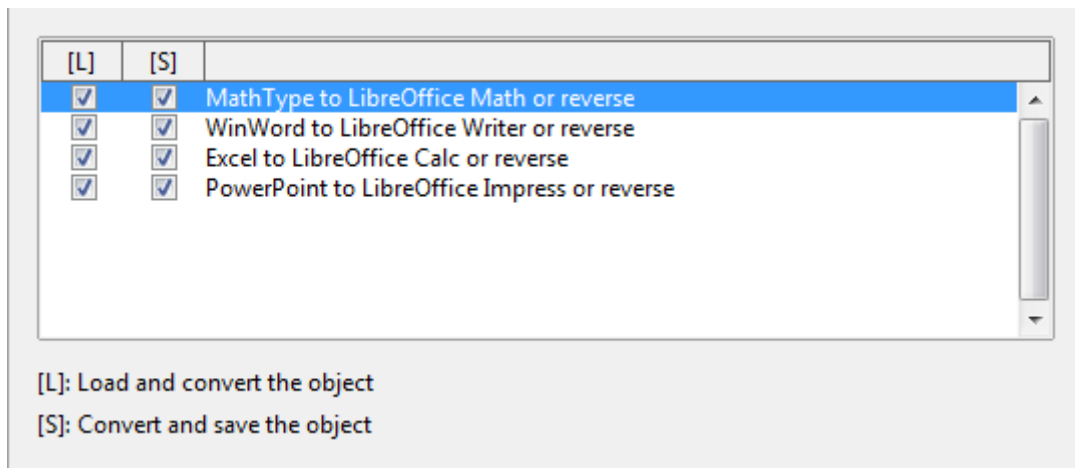 [L] [S]
MathType to LibreOffice Math or reverse
WinWord to LibreOffice Writer or reverse
Excel to LibreOffice Calc or reverse
PowerPoint to LibreOffice Impress or reverse
[L]: Load and convert the object
[S]: Convert and save the object